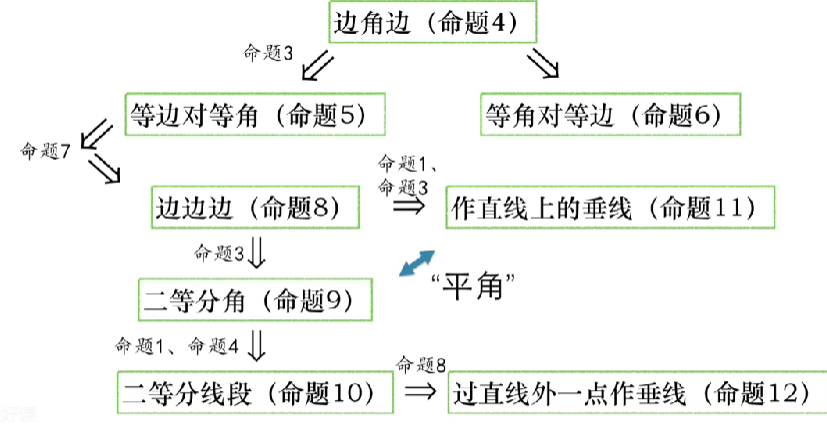 边角边（命题4）
命题3
等边对等角（命题5）
等角对等边（命题6）
命题7
命题1、
命题3
边边边（命题8）
作直线上的垂线（命题11）
命题3
“平角”
二等分角（命题9）
命题1、命题4
命题8
二等分线段（命题10）
过直线外一点作垂线（命题12）